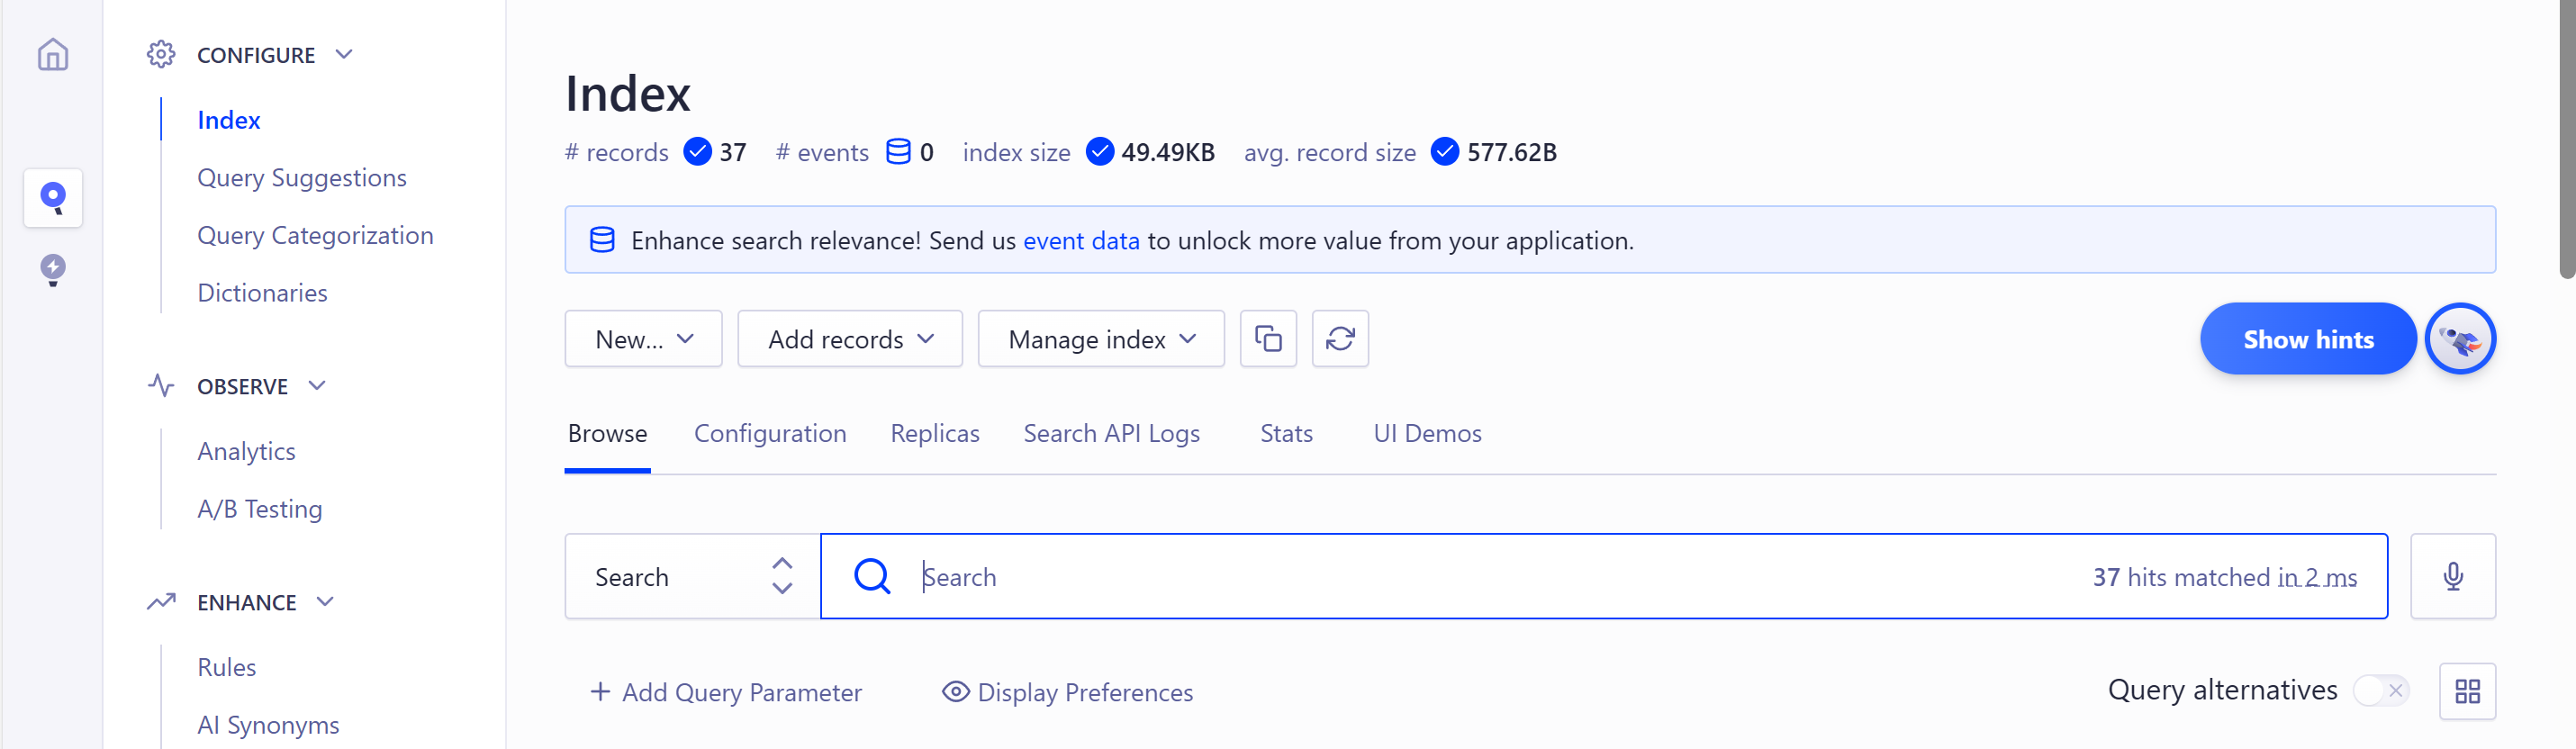 CONFIGURE
Index
Query Suggestions
Query Categorization
Dictionaries
OBSERVE
Analytics
A/B Testing
ENHANCE
Rules
AI Synonyms
Index
# records 37 # events 0 index size 49.49KB avg. record size 577.62B
Enhance search relevance! Send us event data to unlock more value from your application.
New... Add records Manage index Show hints
Browse Configuration Replicas Search API Logs Stats UI Demos
Search Search 37 hits matched in 2 ms
Add Query Parameter Display Preferences Query alternatives